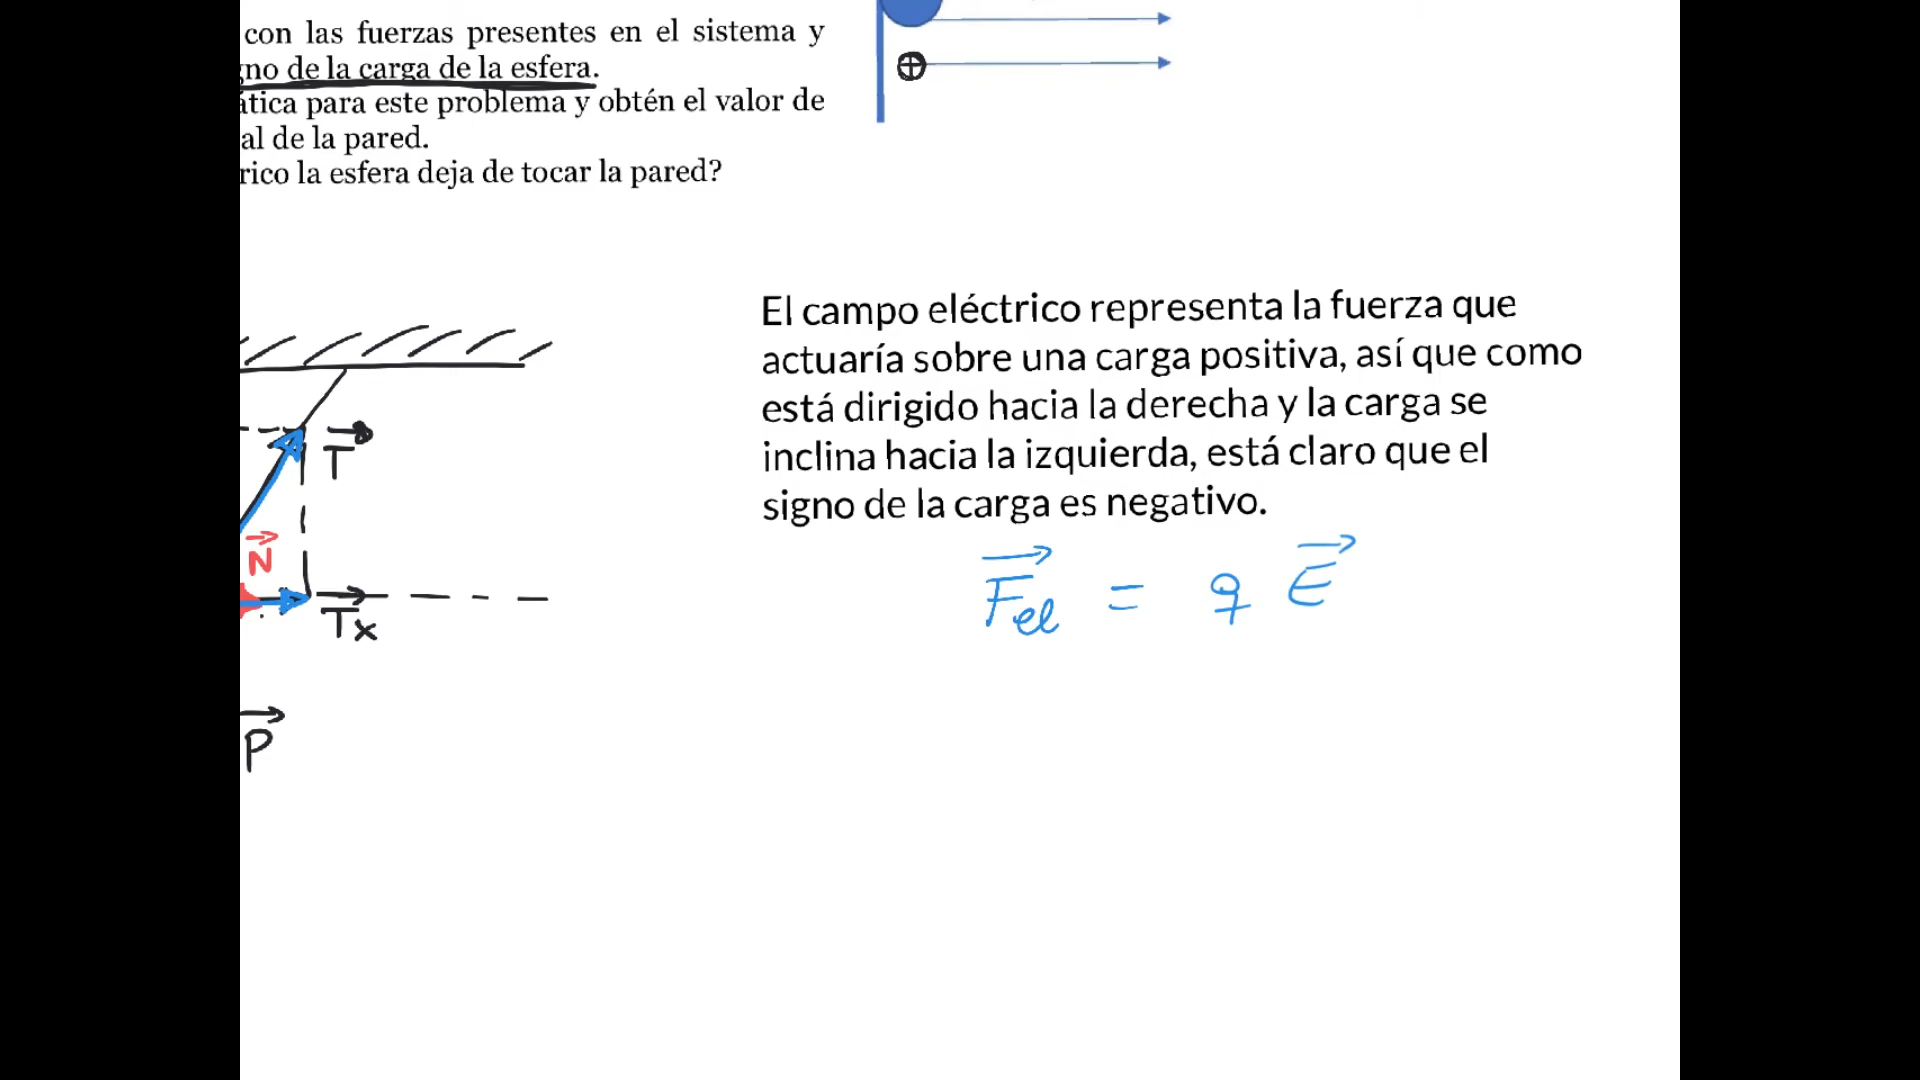 con las fuerzas presentes en el sistema y
no de la carga de la esfera.
ática para este problema y obtén el valor de
al de la pared.
rico la esfera deja de tocar la pared?
El campo eléctrico representa la fuerza que
actuaría sobre una carga positiva, así que como
está dirigido hacia la derecha y la carga se
inclina hacia la izquierda, está claro que el
signo de la carga es negativo.
T
N
Tx
P
Fel = q E